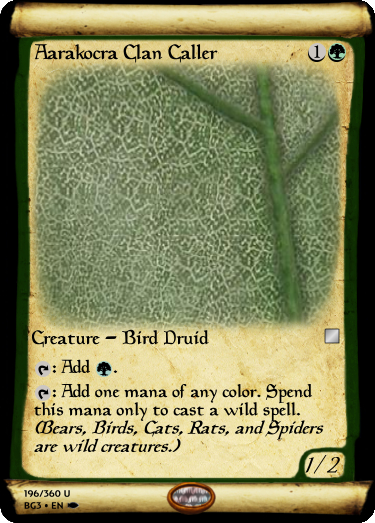 Aarakocra Clan Caller 1
Creature – Bird Druid
: Add .
: Add one mana of any color. Spend
this mana only to cast a wild spell.
(Bears, Birds, Cats, Rats, and Spiders
are wild creatures.)
1/2
196/360 U
BG3 • EN